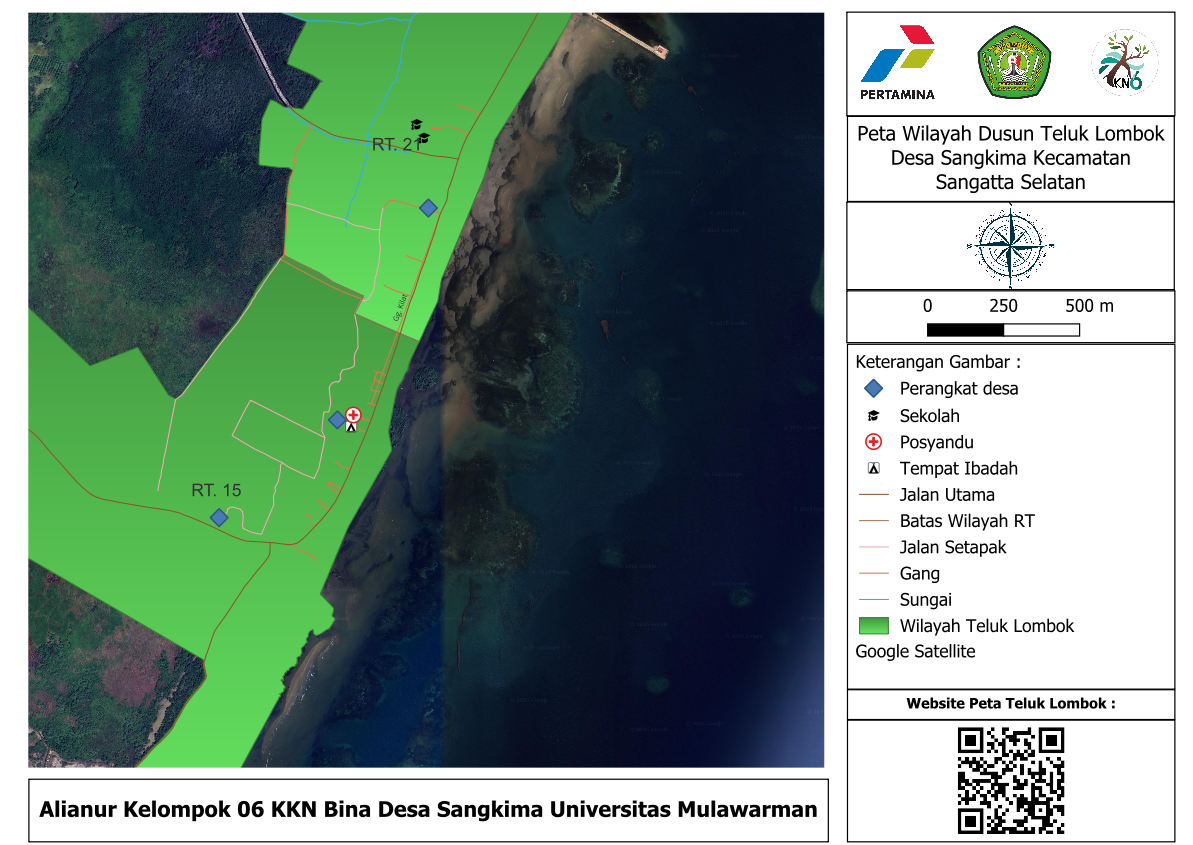 RT. 21
Gg. Kilat
RT. 15
Alianur Kelompok 06 KKN Bina Desa Sangkima Universitas Mulawarman
PERTAMINA
KN6
Peta Wilayah Dusun Teluk Lombok
Desa Sangkima Kecamatan
Sangatta Selatan
0 250 500 m
Keterangan Gambar :
Perangkat desa
Sekolah
Posyandu
Tempat Ibadah
Jalan Utama
Batas Wilayah RT
Jalan Setapak
Gang
Sungai
Wilayah Teluk Lombok
Google Satellite
Website Peta Teluk Lombok :